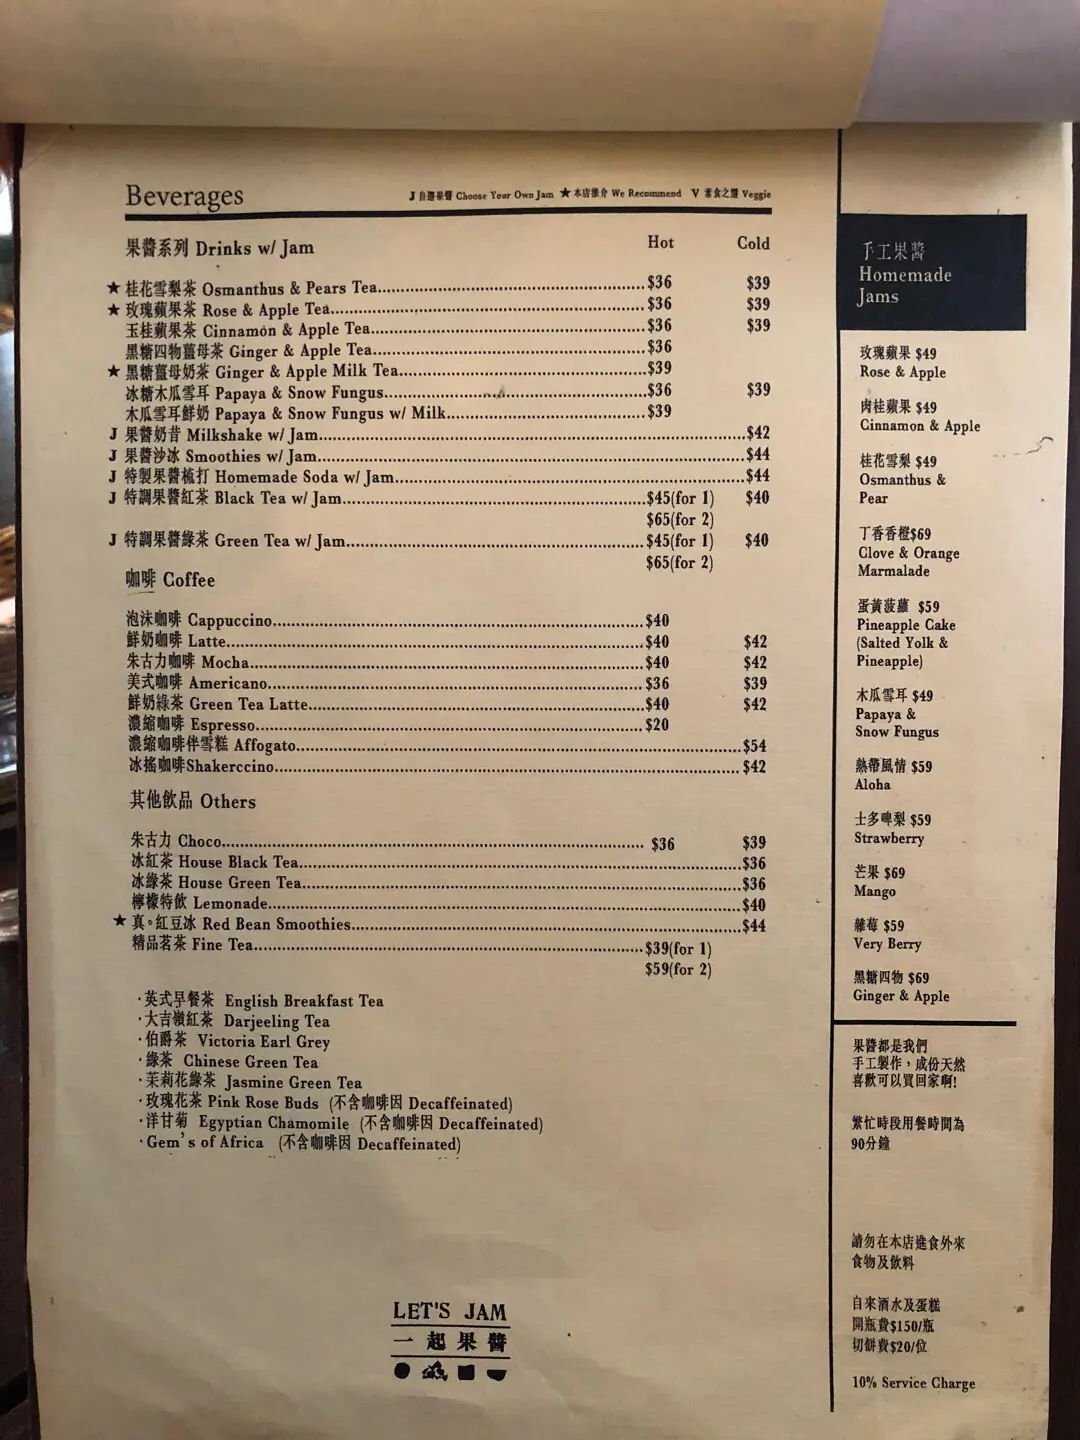 Beverages
J 自選果醬 Choose Your Own Jam ★本店推介 We Recommend V 素食之選 Veggie
果醬系列 Drinks w/ Jam Hot Cold
★ 桂花雪梨茶 Osmanthus & Pears Tea $36 $39
★ 玫瑰蘋果茶 Rose & Apple Tea $36 $39
玉桂蘋果茶 Cinnamon & Apple Tea $36 $39
黑糖四物薑母茶 Ginger & Apple Tea $36
★ 黑糖薑母奶茶 Ginger & Apple Milk Tea $39
冰糖木瓜雪耳 Papaya & Snow Fungus $36 $39
木瓜雪耳鮮奶 Papaya & Snow Fungus w/ Milk $39
J 果醬奶昔 Milkshake w/ Jam $42
J 果醬沙冰 Smoothies w/ Jam $44
J 特製果醬梳打 Homemade Soda w/ Jam $44
J 特調果醬紅茶 Black Tea w/ Jam $45(for 1) $40
$65(for 2)
J 特調果醬綠茶 Green Tea w/ Jam $45(for 1) $40
$65(for 2)
咖啡 Coffee
泡沫咖啡 Cappuccino $40
鮮奶咖啡 Latte $40 $42
朱古力咖啡 Mocha $40 $42
美式咖啡 Americano $36 $39
鮮奶綠茶 Green Tea Latte $40 $42
濃縮咖啡 Espresso $20
濃縮咖啡伴雪糕 Affogato $54
冰搖咖啡Shakerccino $42
其他飲品 Others
朱古力 Choco $36 $39
冰紅茶 House Black Tea $36
冰綠茶 House Green Tea $36
檸檬特飲 Lemonade $40
★ 真。紅豆冰 Red Bean Smoothies $44
精品茗茶 Fine Tea $39(for 1)
$59(for 2)
·英式早餐茶 English Breakfast Tea
·大吉嶺紅茶 Darjeeling Tea
·伯爵茶 Victoria Earl Grey
·綠茶 Chinese Green Tea
·茉莉花綠茶 Jasmine Green Tea
·玫瑰花茶 Pink Rose Buds (不含咖啡因 Decaffeinated)
·洋甘菊 Egyptian Chamomile (不含咖啡因 Decaffeinated)
·Gem's of Africa (不含咖啡因 Decaffeinated)
LET'S JAM
一起果醬
手工果醬
Homemade
Jams
玫瑰蘋果 $49
Rose & Apple
肉桂蘋果 $49
Cinnamon & Apple
桂花雪梨 $49
Osmanthus &
Pear
丁香香橙$69
Clove & Orange
Marmalade
蛋黃菠蘿 $59
Pineapple Cake
(Salted Yolk &
Pineapple)
木瓜雪耳 $49
Papaya &
Snow Fungus
熱帶風情 $59
Aloha
士多啤梨 $59
Strawberry
芒果 $69
Mango
雜莓 $59
Very Berry
黑糖四物 $69
Ginger & Apple
果醬都是我們
手工製作，成份天然
喜歡可以買回家啊!
繁忙時段用餐時間為
90分鐘
請勿在本店進食外來
食物及飲料
自來酒水及蛋糕
開瓶費$150/瓶
切餅費$20/位
10% Service Charge